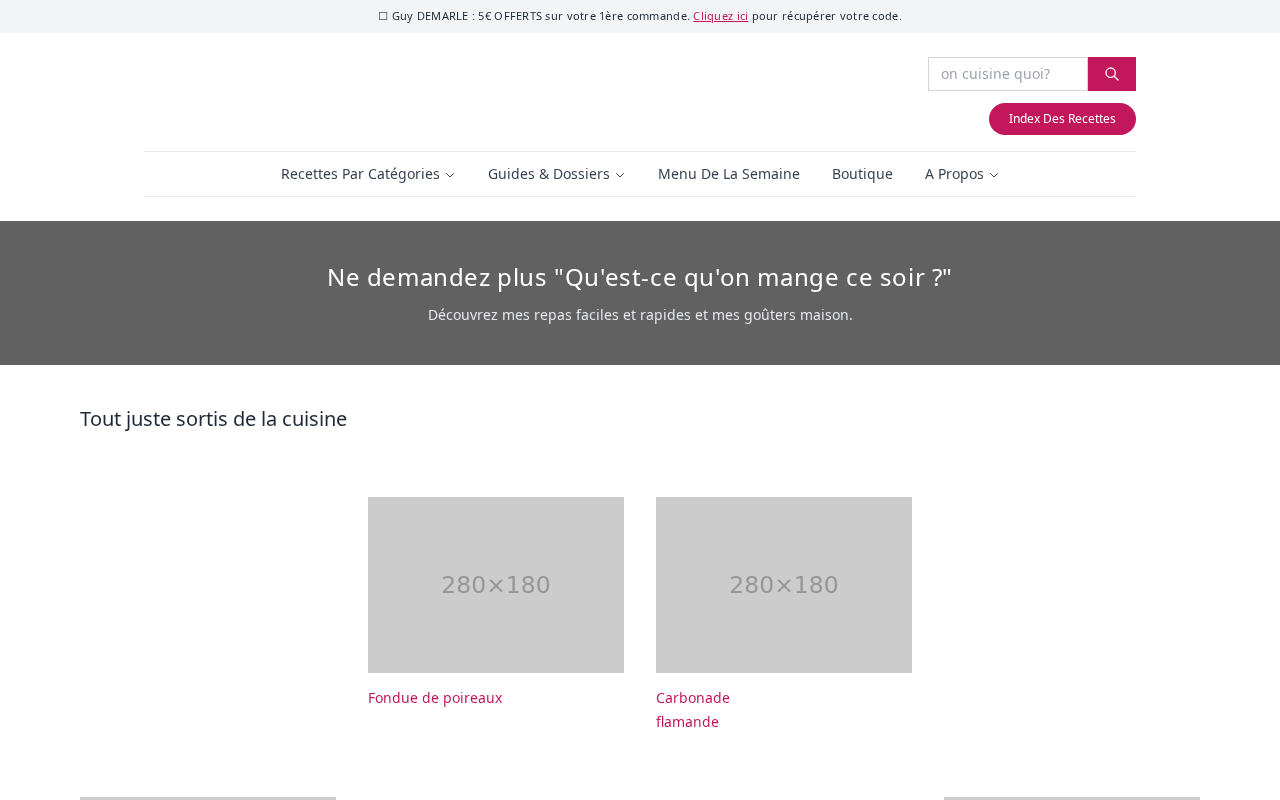 ☐ Guy DEMARLE : 5€ OFFERTS sur votre 1ère commande. Cliquez ici pour récupérer votre code.
on cuisine quoi?
Index Des Recettes
Recettes Par Catégories
Guides & Dossiers
Menu De La Semaine
Boutique
A Propos
Ne demandez plus "Qu'est-ce qu'on mange ce soir ?"
Découvrez mes repas faciles et rapides et mes goûters maison.
Tout juste sortis de la cuisine
280×180
280×180
Fondue de poireaux
Carbonade
flamande